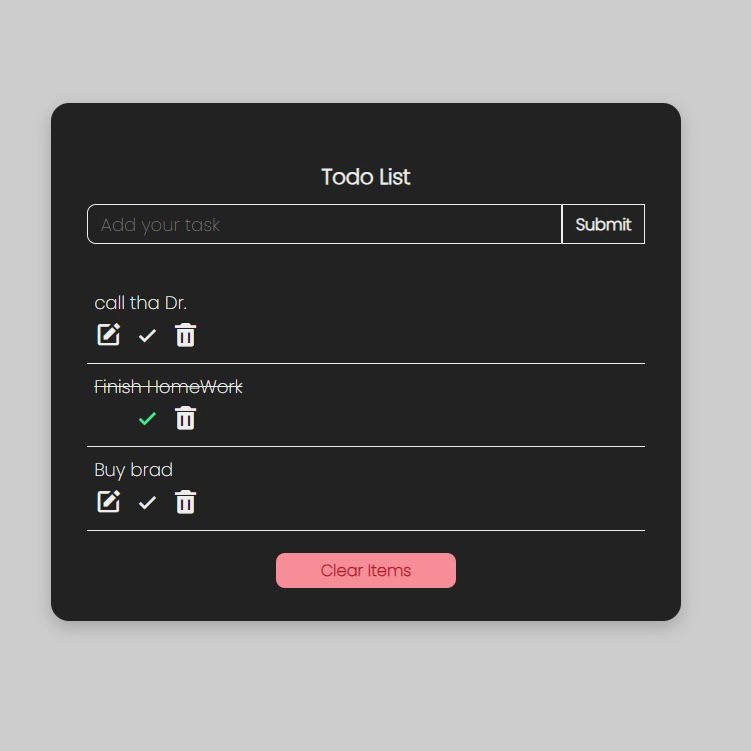 Todo List
Add your task
Submit
call tha Dr.
Finish HomeWork
Buy brad
Clear Items